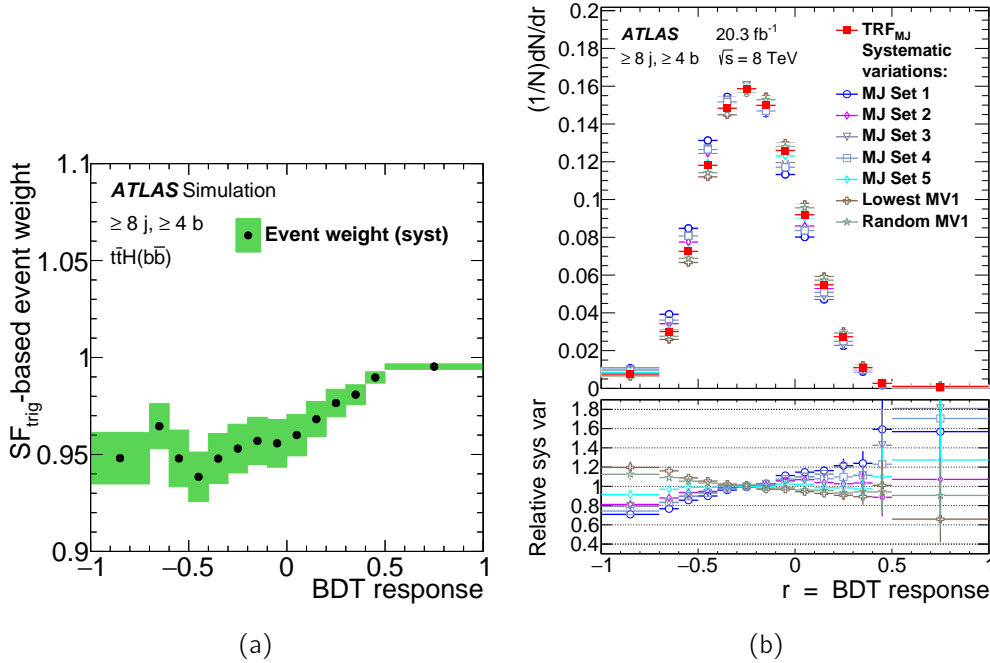 ATLAS Simulation
≥ 8 j, ≥ 4 b
tt̄H(bb̄)
Event weight (syst)
SF_trig-based event weight
1.1
1.05
1
0.95
0.9
−1 −0.5 0 0.5 1
BDT response
(a)
ATLAS 20.3 fb⁻¹
≥ 8 j, ≥ 4 b √s = 8 TeV
TRF_MJ
Systematic
variations:
MJ Set 1
MJ Set 2
MJ Set 3
MJ Set 4
MJ Set 5
Lowest MV1
Random MV1
(1/N)dN/dr
0.2
0.18
0.16
0.14
0.12
0.1
0.08
0.06
0.04
0.02
0
Relative sys var
1.8
1.6
1.4
1.2
1.0
0.8
0.6
0.4
−1 −0.5 0 0.5 1
r = BDT response
(b)